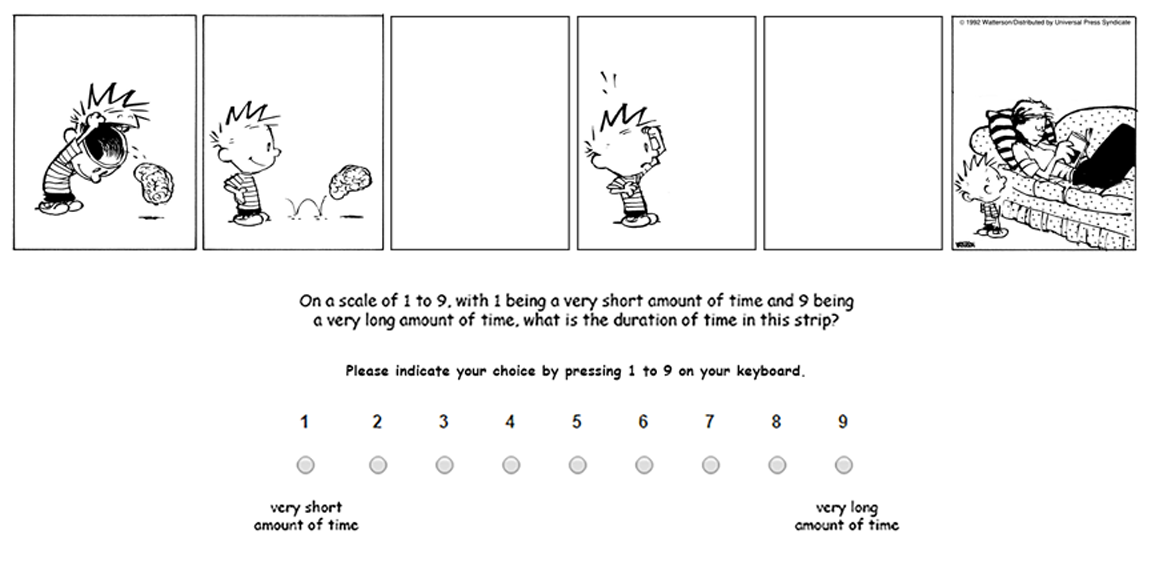 © 1992 Watterson/Distributed by Universal Press Syndicate
On a scale of 1 to 9, with 1 being a very short amount of time and 9 being
a very long amount of time, what is the duration of time in this strip?
Please indicate your choice by pressing 1 to 9 on your keyboard.
1 2 3 4 5 6 7 8 9
very short very long
amount of time amount of time